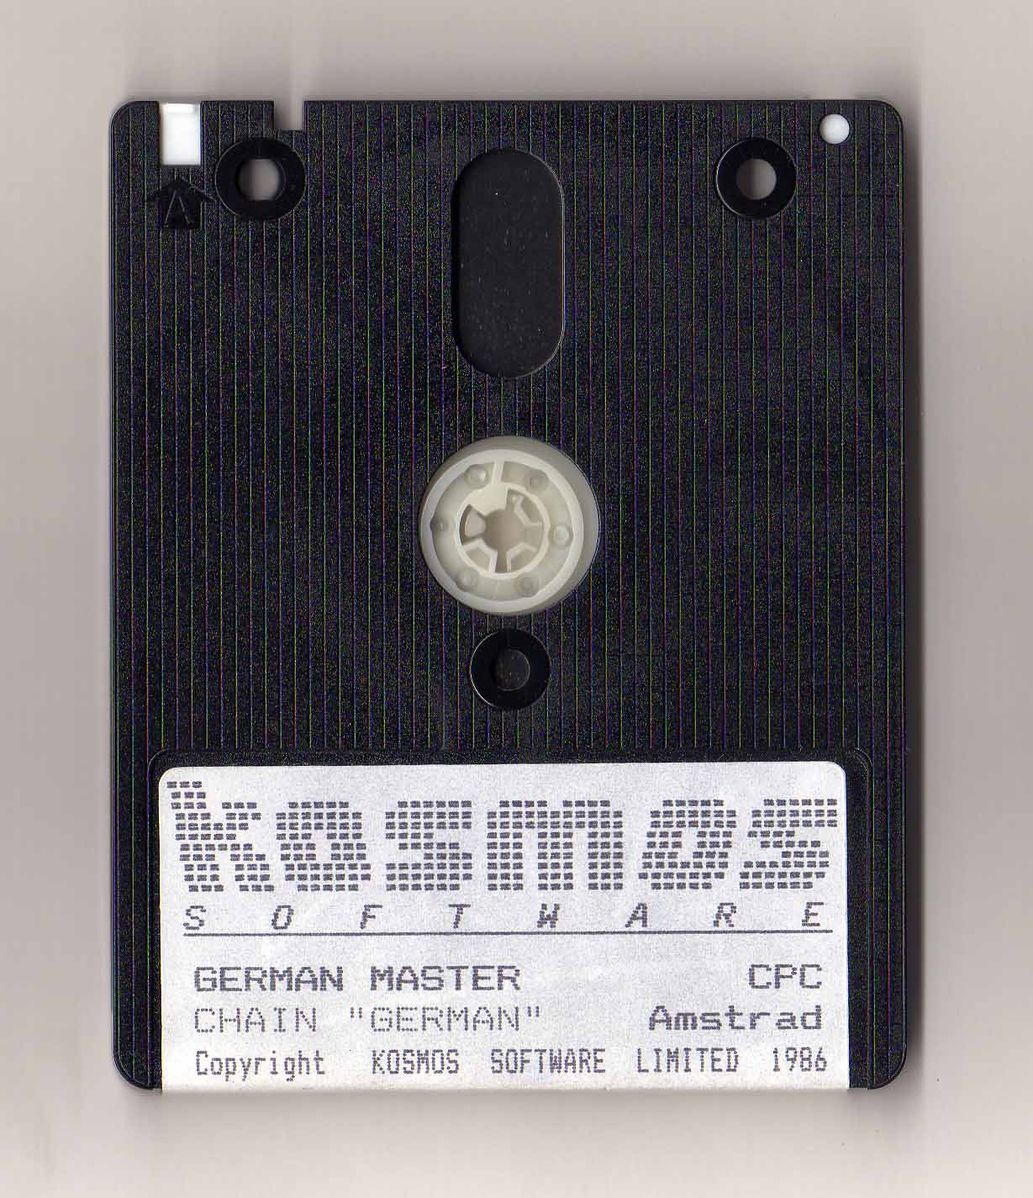 kosmos
SOFTWARE
GERMAN MASTER CPC
CHAIN "GERMAN" Amstrad
Copyright KOSMOS SOFTWARE LIMITED 1986